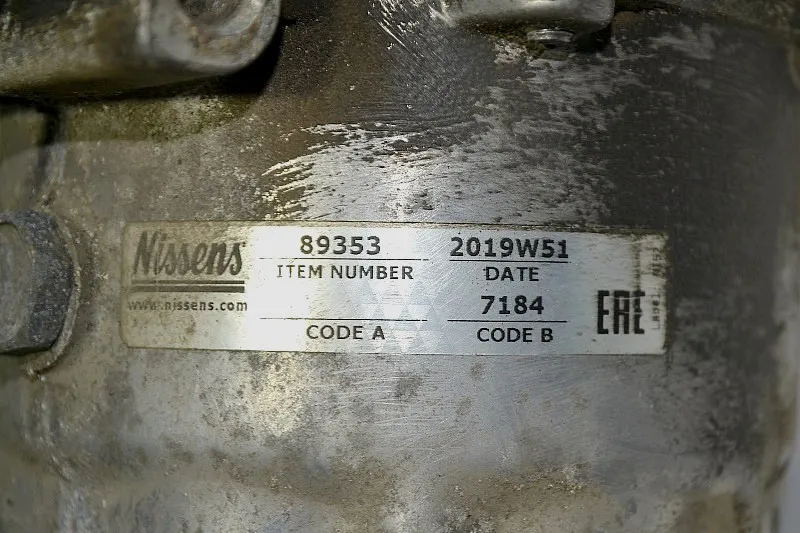 Nissens
www.nissens.com
89353
ITEM NUMBER
2019W51
DATE
CODE A
7184
CODE B
EAC